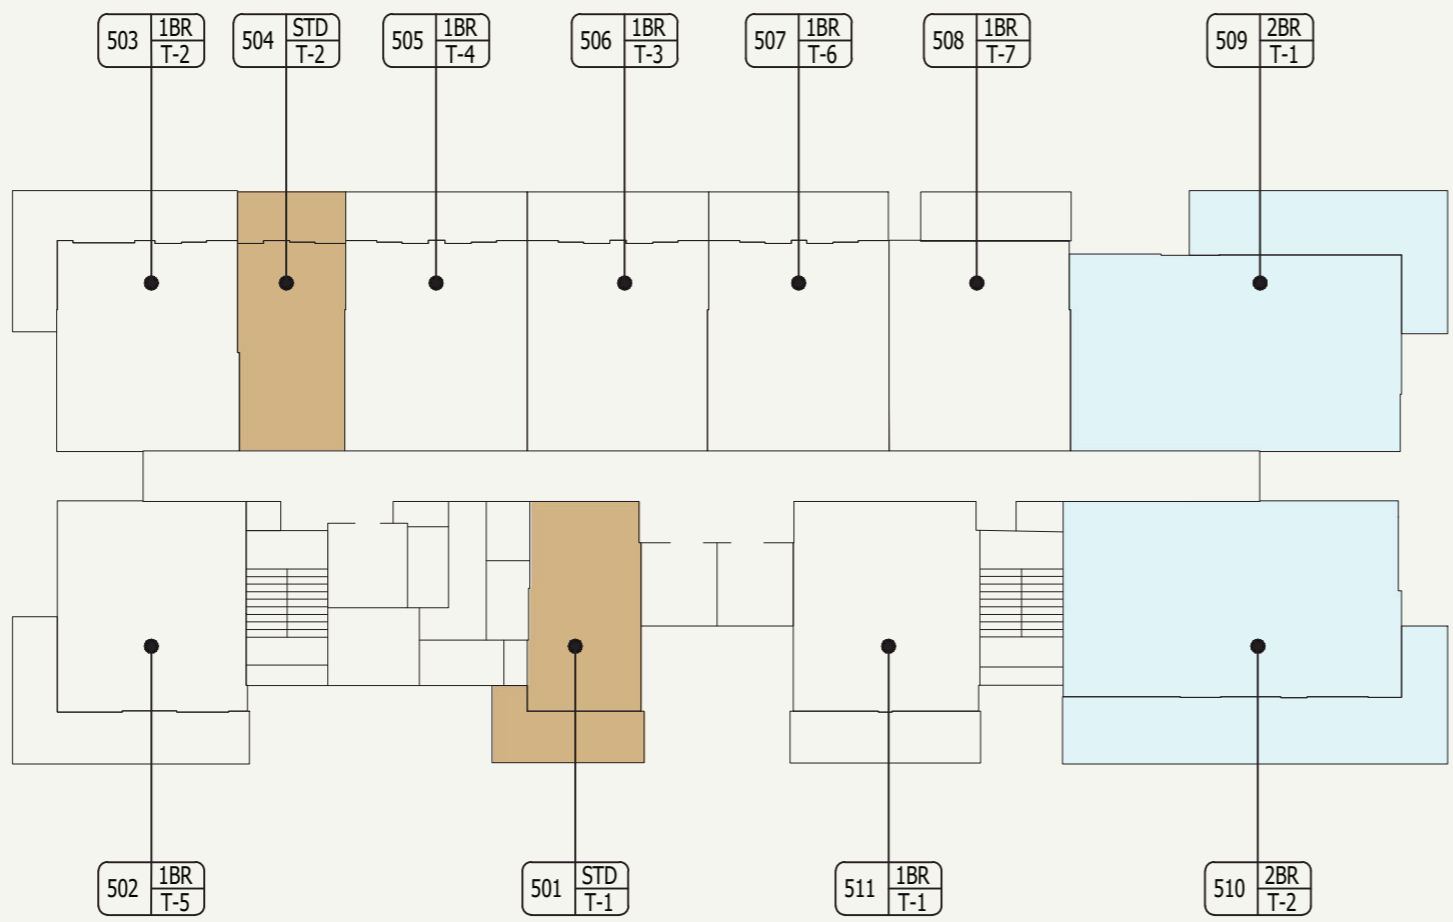 503 1BR T-2
504 STD T-2
505 1BR T-4
506 1BR T-3
507 1BR T-6
508 1BR T-7
509 2BR T-1
502 1BR T-5
501 STD T-1
511 1BR T-1
510 2BR T-2